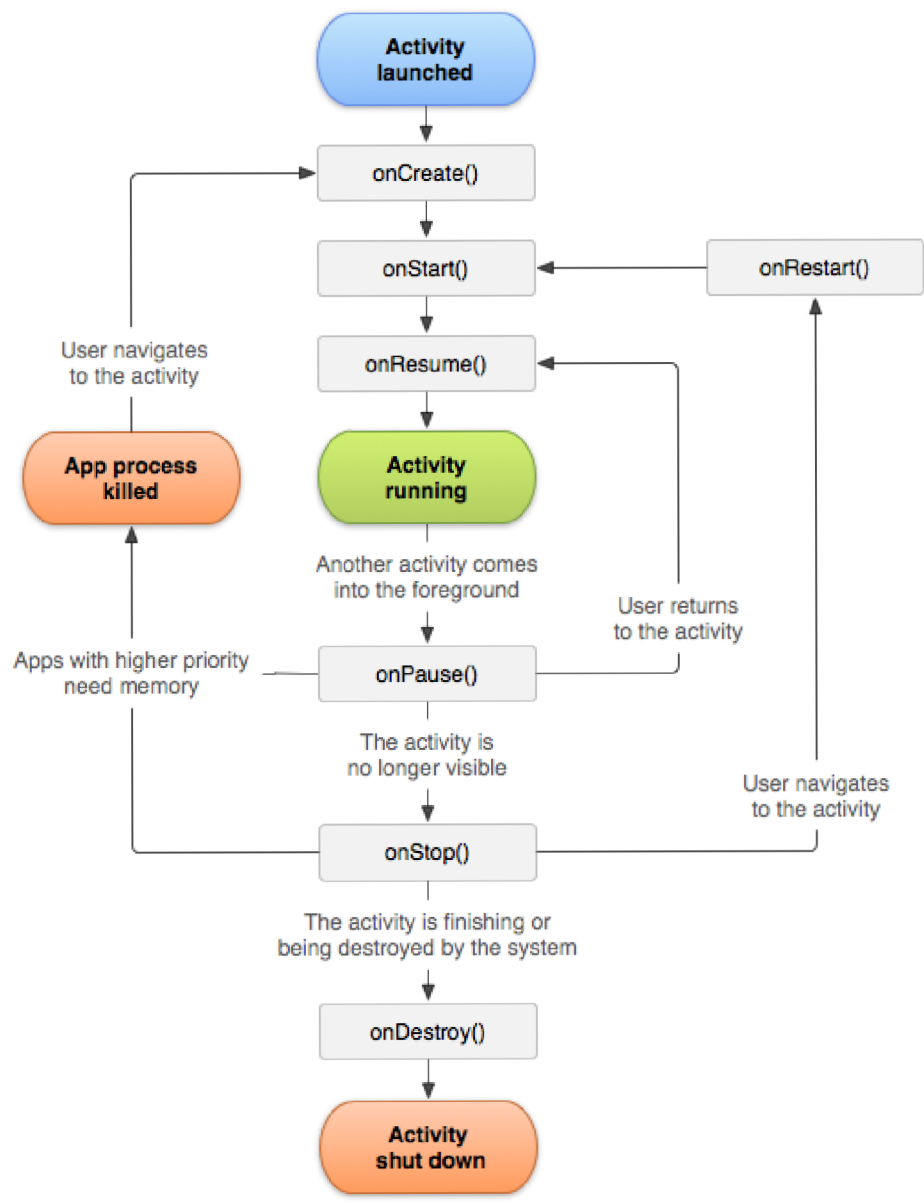 Activity
launched
onCreate()
onStart()
onRestart()
onResume()
User navigates
to the activity
App process
killed
Activity
running
Another activity comes
into the foreground
User returns
to the activity
Apps with higher priority
need memory
onPause()
The activity is
no longer visible
User navigates
to the activity
onStop()
The activity is finishing or
being destroyed by the system
onDestroy()
Activity
shut down